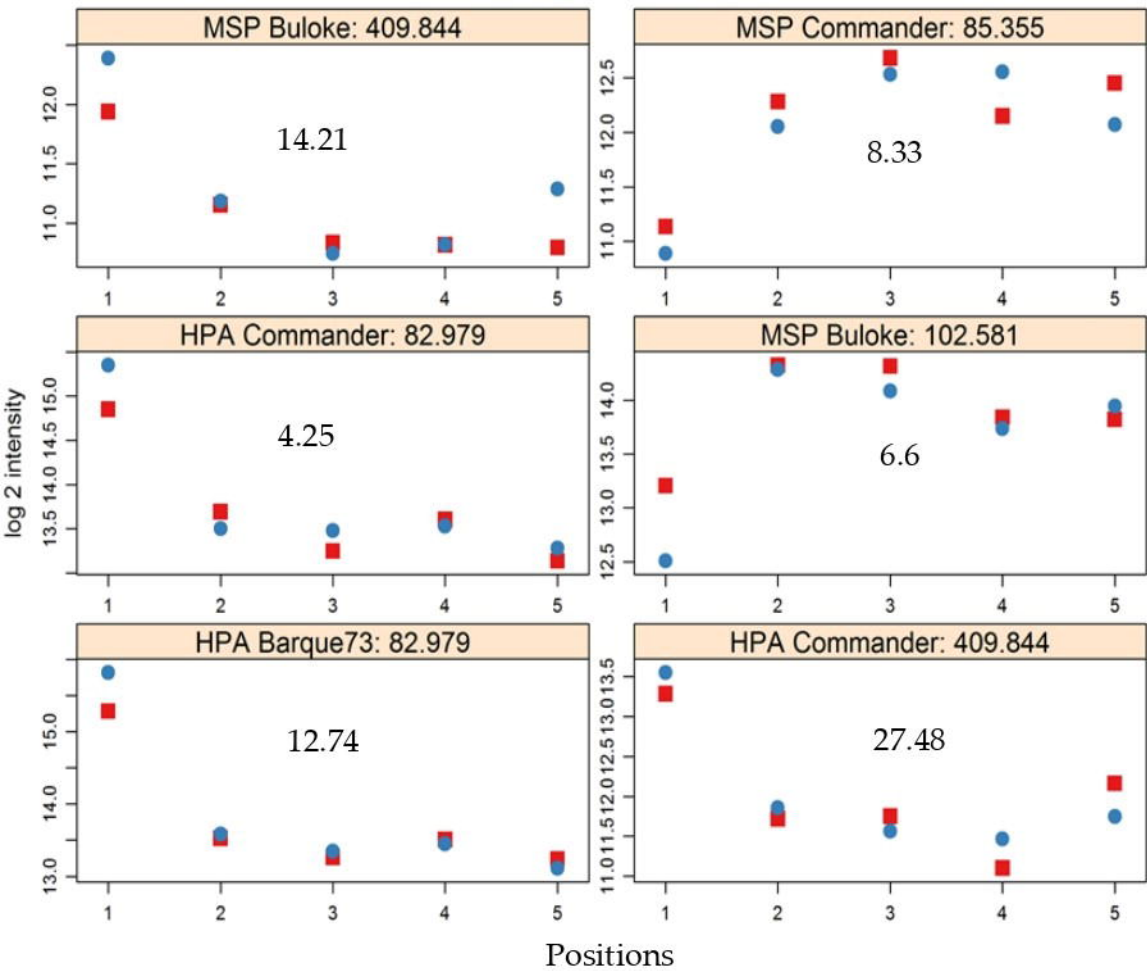 MSP Buloke: 409.844
12.0
11.5
11.0
14.21
1 2 3 4 5
MSP Commander: 85.355
12.5
12.0
11.5
11.0
8.33
1 2 3 4 5
HPA Commander: 82.979
15.0
14.5
14.0
13.5
4.25
1 2 3 4 5
MSP Buloke: 102.581
14.0
13.5
13.0
12.5
6.6
1 2 3 4 5
HPA Barque73: 82.979
15.0
14.0
13.0
12.74
1 2 3 4 5
HPA Commander: 409.844
13.5
13.0
12.5
12.0
11.5
11.0
27.48
1 2 3 4 5
log 2 intensity
Positions